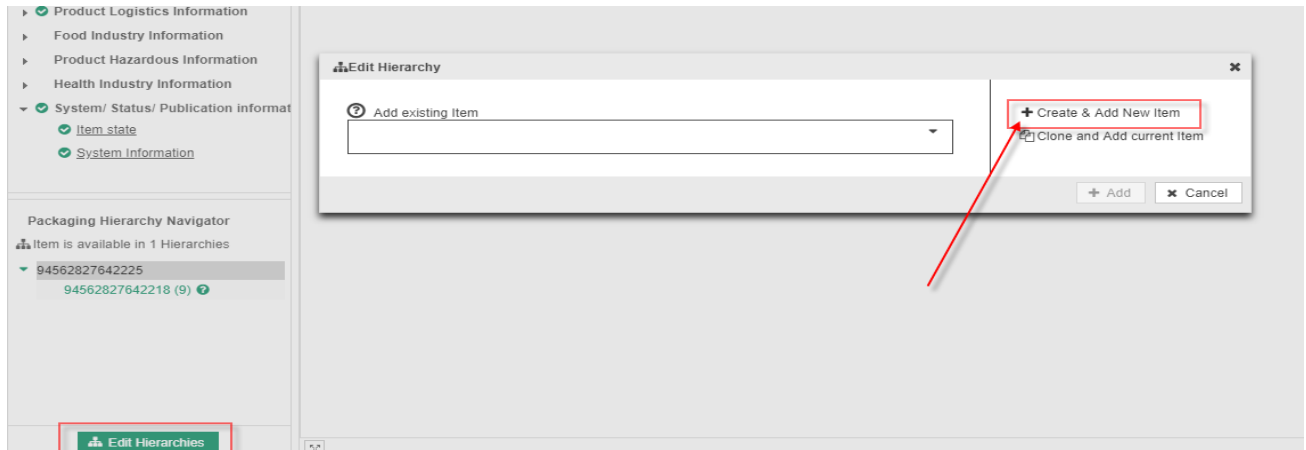 Product Logistics Information
Food Industry Information
Product Hazardous Information
Health Industry Information
System/ Status/ Publication informat
Item state
System Information
Packaging Hierarchy Navigator
Item is available in 1 Hierarchies
94562827642225
94562827642218 (9)
Edit Hierarchies
Edit Hierarchy
Add existing Item
Create & Add New Item
Clone and Add current Item
Add
Cancel